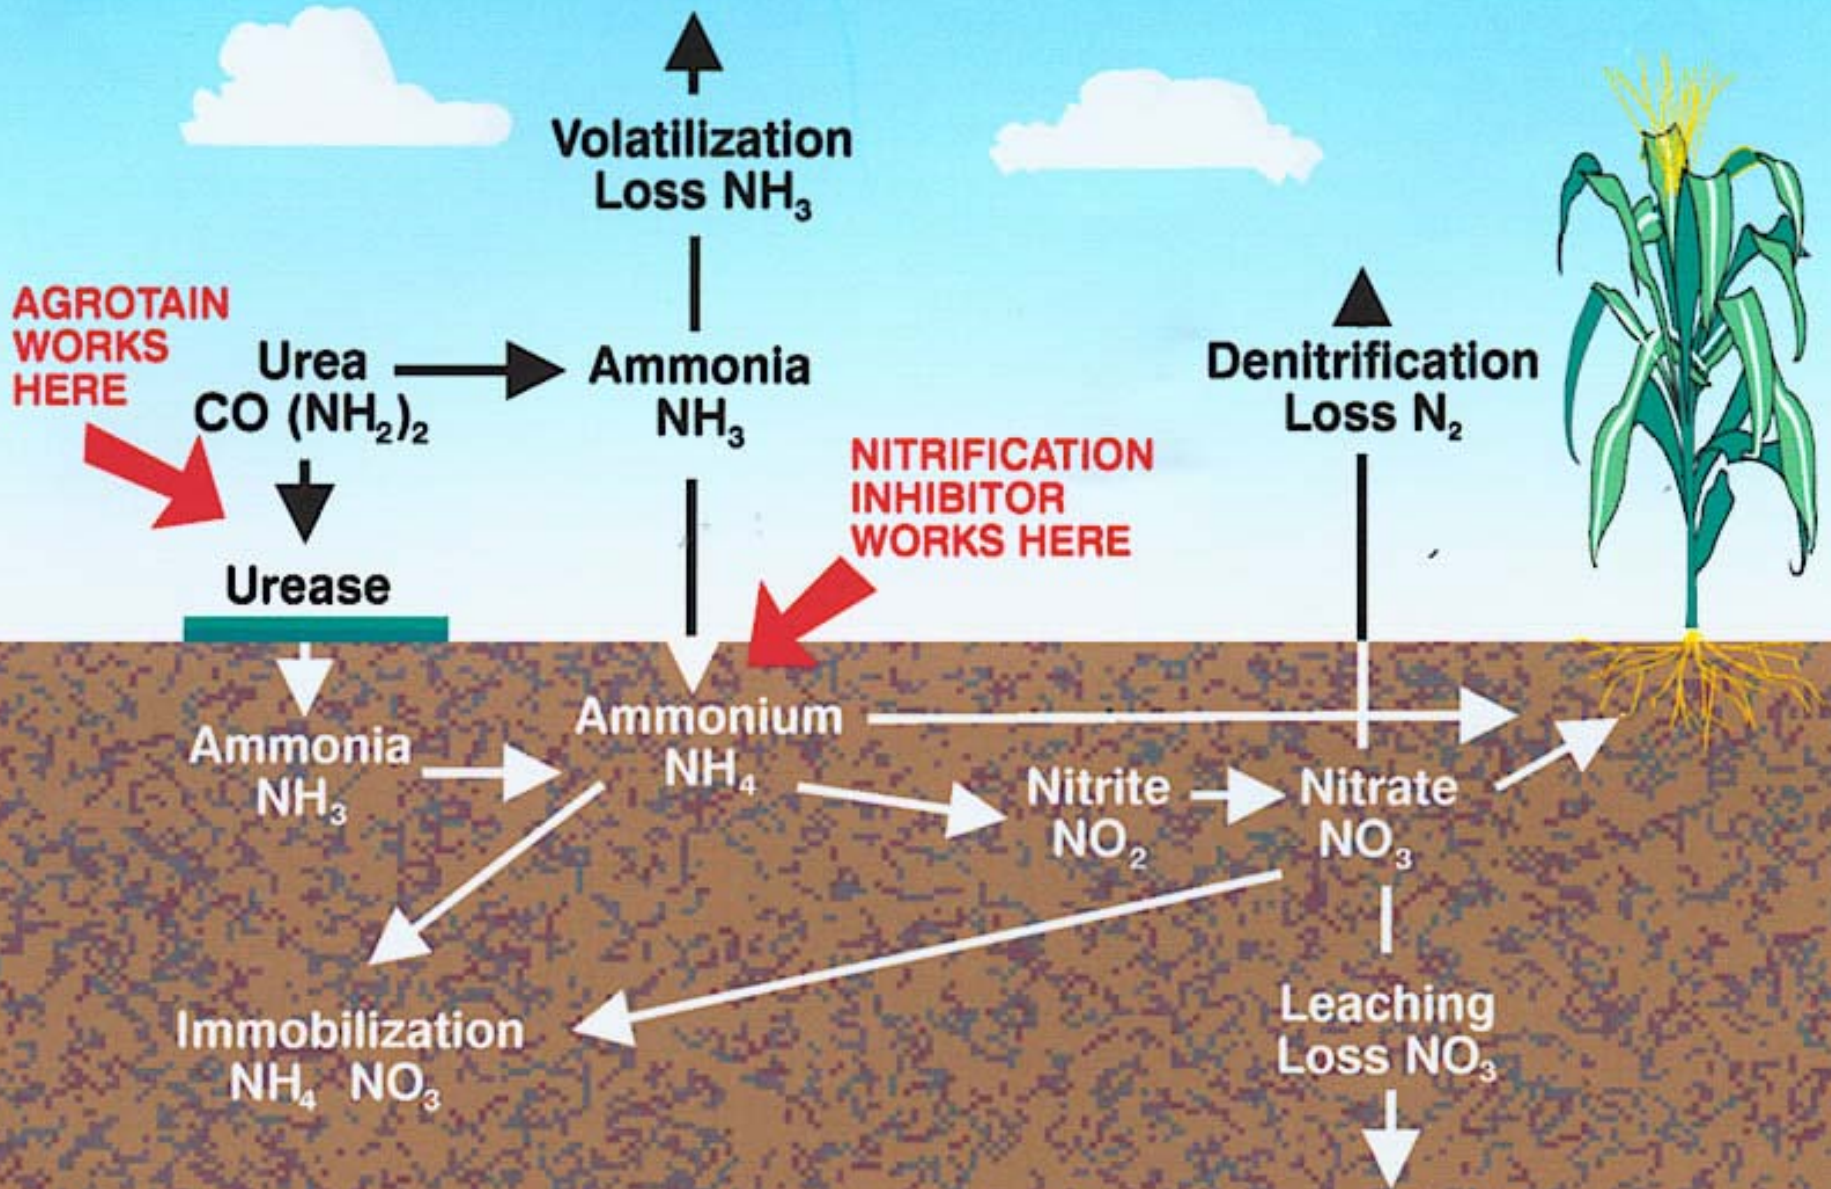 Volatilization
Loss NH₃
AGROTAIN
WORKS
HERE
Urea
CO (NH₂)₂
Ammonia
NH₃
Denitrification
Loss N₂
NITRIFICATION
INHIBITOR
WORKS HERE
Urease
Ammonia
NH₃
Ammonium
NH₄
Nitrite
NO₂
Nitrate
NO₃
Immobilization
NH₄ NO₃
Leaching
Loss NO₃